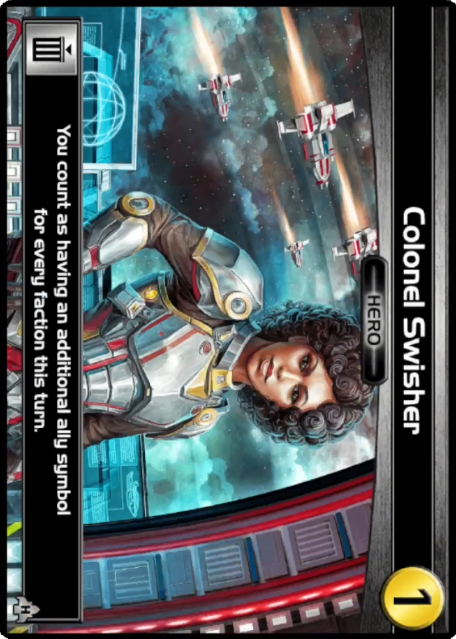 Colonel Swisher
1
HERO
You count as having an additional ally symbol
for every faction this turn.
H